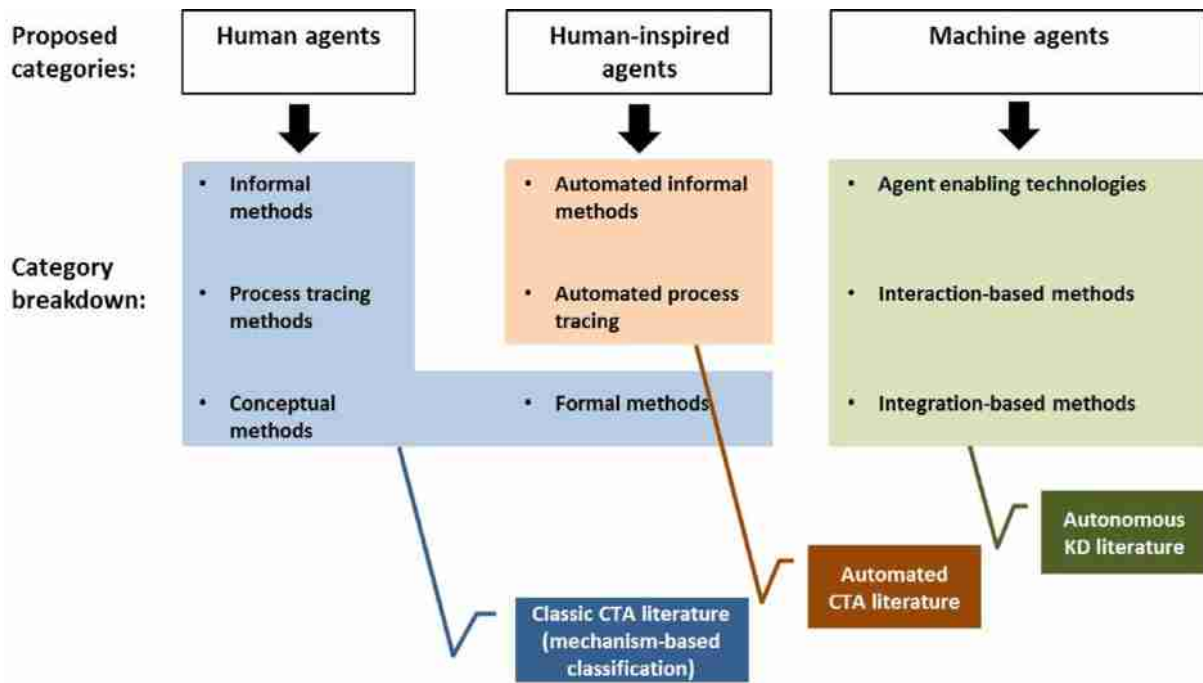 Proposed
categories:
Human agents
Human-inspired
agents
Machine agents
Category
breakdown:
• Informal
methods
• Process tracing
methods
• Conceptual
methods
• Automated informal
methods
• Automated process
tracing
• Formal methods
• Agent enabling technologies
• Interaction-based methods
• Integration-based methods
Classic CTA literature
(mechanism-based
classification)
Automated
CTA literature
Autonomous
KD literature